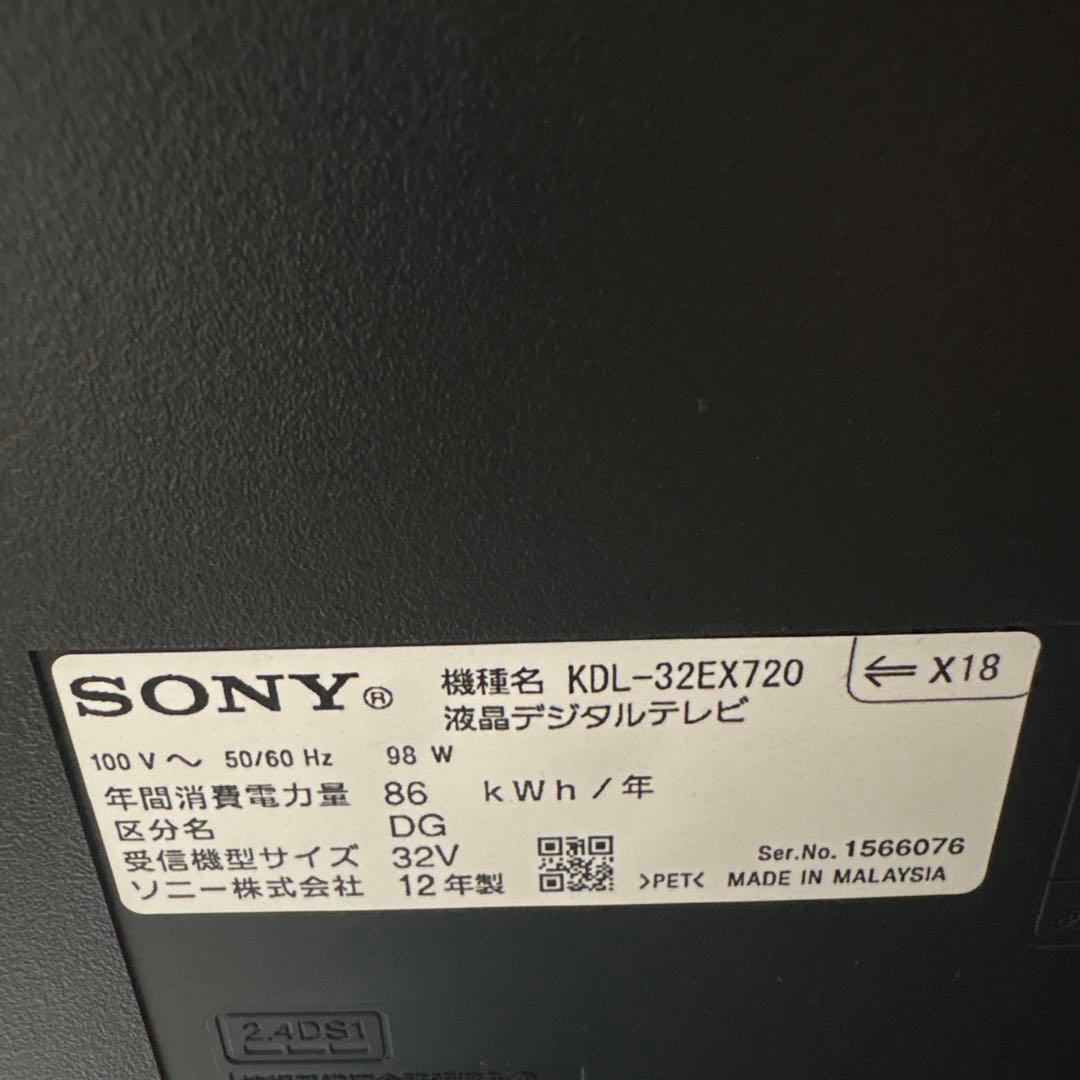 SONY® 機種名 KDL-32EX720 ⇐ X18
液晶デジタルテレビ
100 V ～ 50/60 Hz 98 W
年間消費電力量 86 kWh/年
区分名 DG
受信機型サイズ 32V
ソニー株式会社 12年製
Ser.No. 1566076
>PET< MADE IN MALAYSIA
2.4DS1